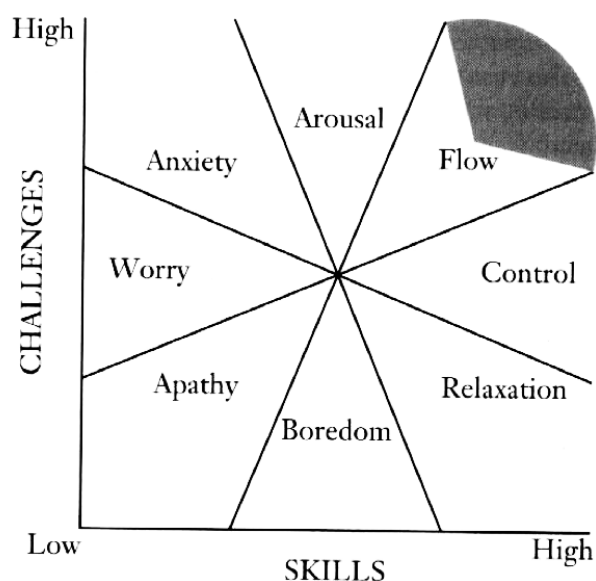 High
Arousal
Anxiety
Flow
CHALLENGES
Worry
Control
Apathy
Relaxation
Boredom
Low
High
SKILLS